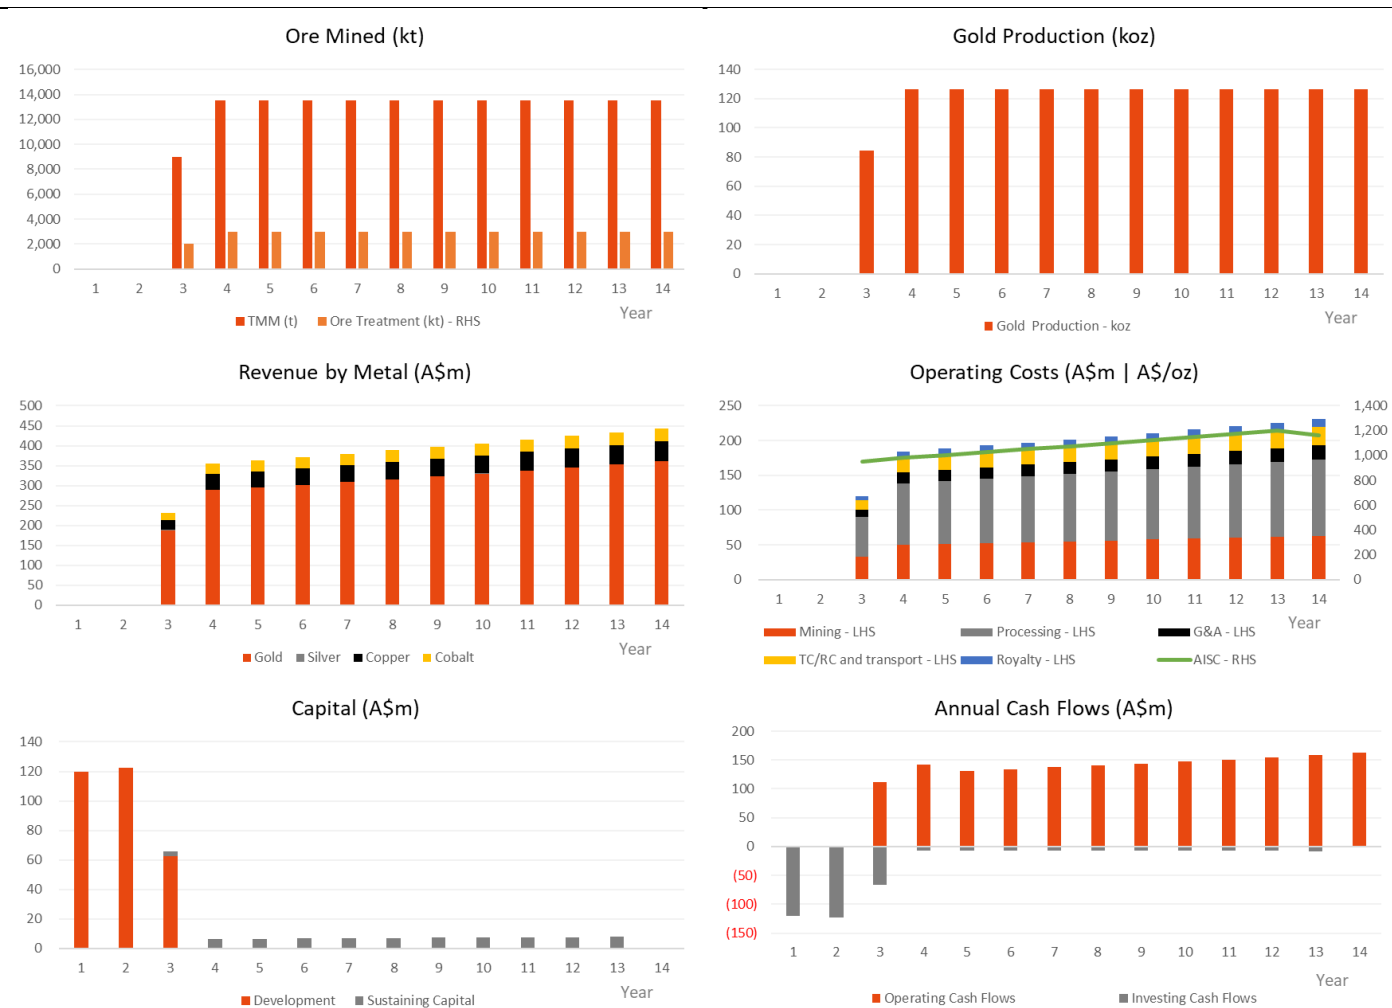 Ore Mined (kt)
16,000
14,000
12,000
10,000
8,000
6,000
4,000
2,000
0
1 2 3 4 5 6 7 8 9 10 11 12 13 14
Year
TMM (t) Ore Treatment (kt) - RHS
Gold Production (koz)
140
120
100
80
60
40
20
0
1 2 3 4 5 6 7 8 9 10 11 12 13 14
Year
Gold Production - koz
Revenue by Metal (A$m)
500
450
400
350
300
250
200
150
100
50
0
1 2 3 4 5 6 7 8 9 10 11 12 13 14
Year
Gold Silver Copper Cobalt
Operating Costs (A$m | A$/oz)
250 1,400
200 1,200
150 1,000
100 800
50 600
0 400
200
0
1 2 3 4 5 6 7 8 9 10 11 12 13 14
Year
Mining - LHS Processing - LHS G&A - LHS
TC/RC and transport - LHS Royalty - LHS AISC - RHS
Capital (A$m)
140
120
100
80
60
40
20
0
1 2 3 4 5 6 7 8 9 10 11 12 13 14
Year
Development Sustaining Capital
Annual Cash Flows (A$m)
200
150
100
50
0
(50)
(100)
(150)
1 2 3 4 5 6 7 8 9 10 11 12 13 14
Year
Operating Cash Flows Investing Cash Flows